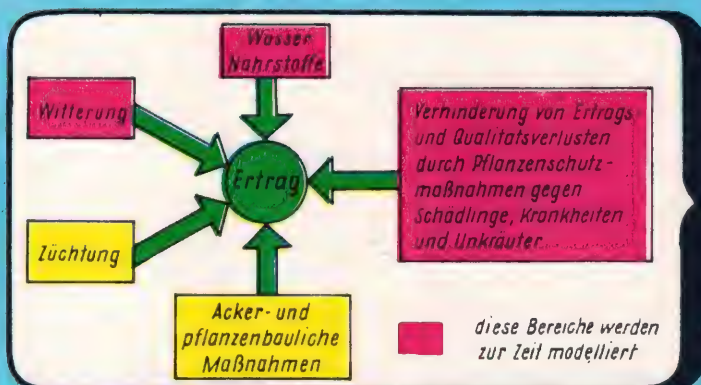 Wasser
Nährstoffe
Witterung
Ertrag
Verhinderung von Ertrags
und Qualitätsverlusten
durch Pflanzenschutz-
maßnahmen gegen
Schädlinge, Krankheiten
und Unkräuter
Züchtung
Acker- und
pflanzenbauliche
Maßnahmen
diese Bereiche werden
zur Zeit modelliert